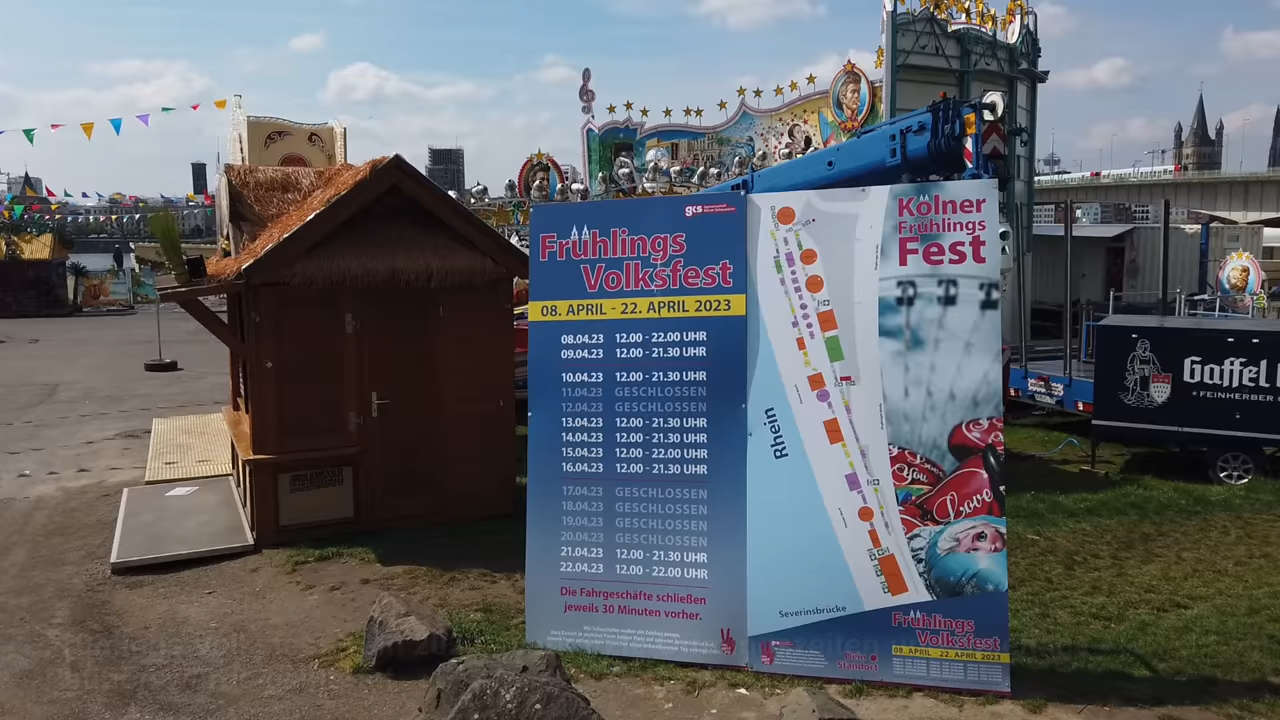 gks
Frühlings
Volksfest
08. APRIL - 22. APRIL 2023
08.04.23 12.00 - 22.00 UHR
09.04.23 12.00 - 21.30 UHR
10.04.23 12.00 - 21.30 UHR
11.04.23 GESCHLOSSEN
12.04.23 GESCHLOSSEN
13.04.23 12.00 - 21.30 UHR
14.04.23 12.00 - 21.30 UHR
15.04.23 12.00 - 22.00 UHR
16.04.23 12.00 - 21.30 UHR
17.04.23 GESCHLOSSEN
18.04.23 GESCHLOSSEN
19.04.23 GESCHLOSSEN
20.04.23 GESCHLOSSEN
21.04.23 12.00 - 21.30 UHR
22.04.23 12.00 - 22.00 UHR
Die Fahrgeschäfte schließen
jeweils 30 Minuten vorher.
Kölner
Frühlings
Fest
Rhein
Severinsbrücke
Love
You
Love
Frühlings
Volksfest
08. APRIL - 22. APRIL 2023
Dein
Standort
Gaffel
FEINHERBER